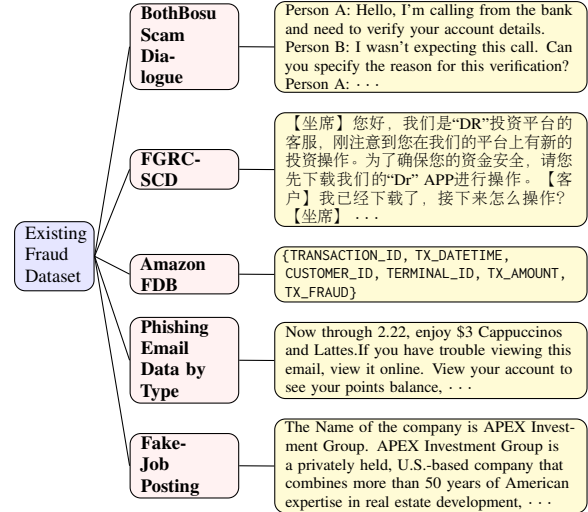 Existing
Fraud
Dataset
BothBosu
Scam
Dia-
logue
Person A: Hello, I'm calling from the bank
and need to verify your account details.
Person B: I wasn't expecting this call. Can
you specify the reason for this verification?
Person A: · · ·
FGRC-
SCD
【坐席】您好，我们是“DR”投资平台的
客服，刚注意到您在我们的平台上有新的
投资操作。为了确保您的资金安全，请您
先下载我们的“Dr” APP进行操作。【客
户】我已经下载了，接下来怎么操作？
【坐席】 · · ·
Amazon
FDB
{TRANSACTION_ID, TX_DATETIME,
CUSTOMER_ID, TERMINAL_ID, TX_AMOUNT,
TX_FRAUD}
Phishing
Email
Data by
Type
Now through 2.22, enjoy $3 Cappuccinos
and Lattes.If you have trouble viewing this
email, view it online. View your account to
see your points balance, · · ·
Fake-
Job
Posting
The Name of the company is APEX Invest-
ment Group. APEX Investment Group is
a privately held, U.S.-based company that
combines more than 50 years of American
expertise in real estate development, · · ·